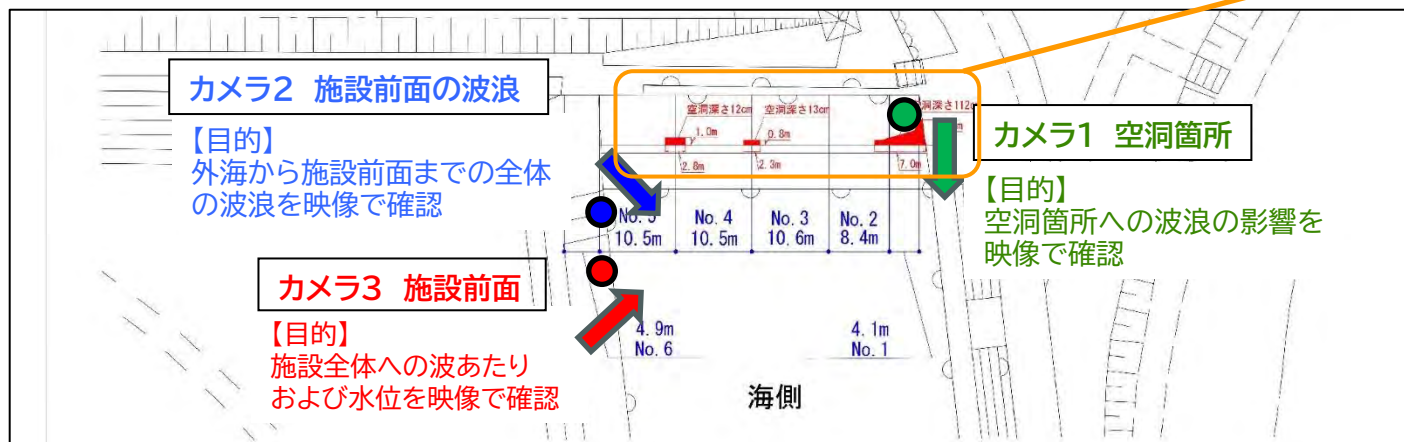 カメラ2 施設前面の波浪
【目的】
外海から施設前面までの全体
の波浪を映像で確認
空洞深さ12cm
空洞深さ13cm
洞深さ112c
1.0m
0.8m
2.8m
2.3m
7.0m
カメラ1 空洞箇所
【目的】
空洞箇所への波浪の影響を
映像で確認
No. 4
No. 3
No. 2
10.5m
10.5m
10.6m
8.4m
カメラ3 施設前面
【目的】
施設全体への波あたり
および水位を映像で確認
4.9m
No. 6
4.1m
No. 1
海側